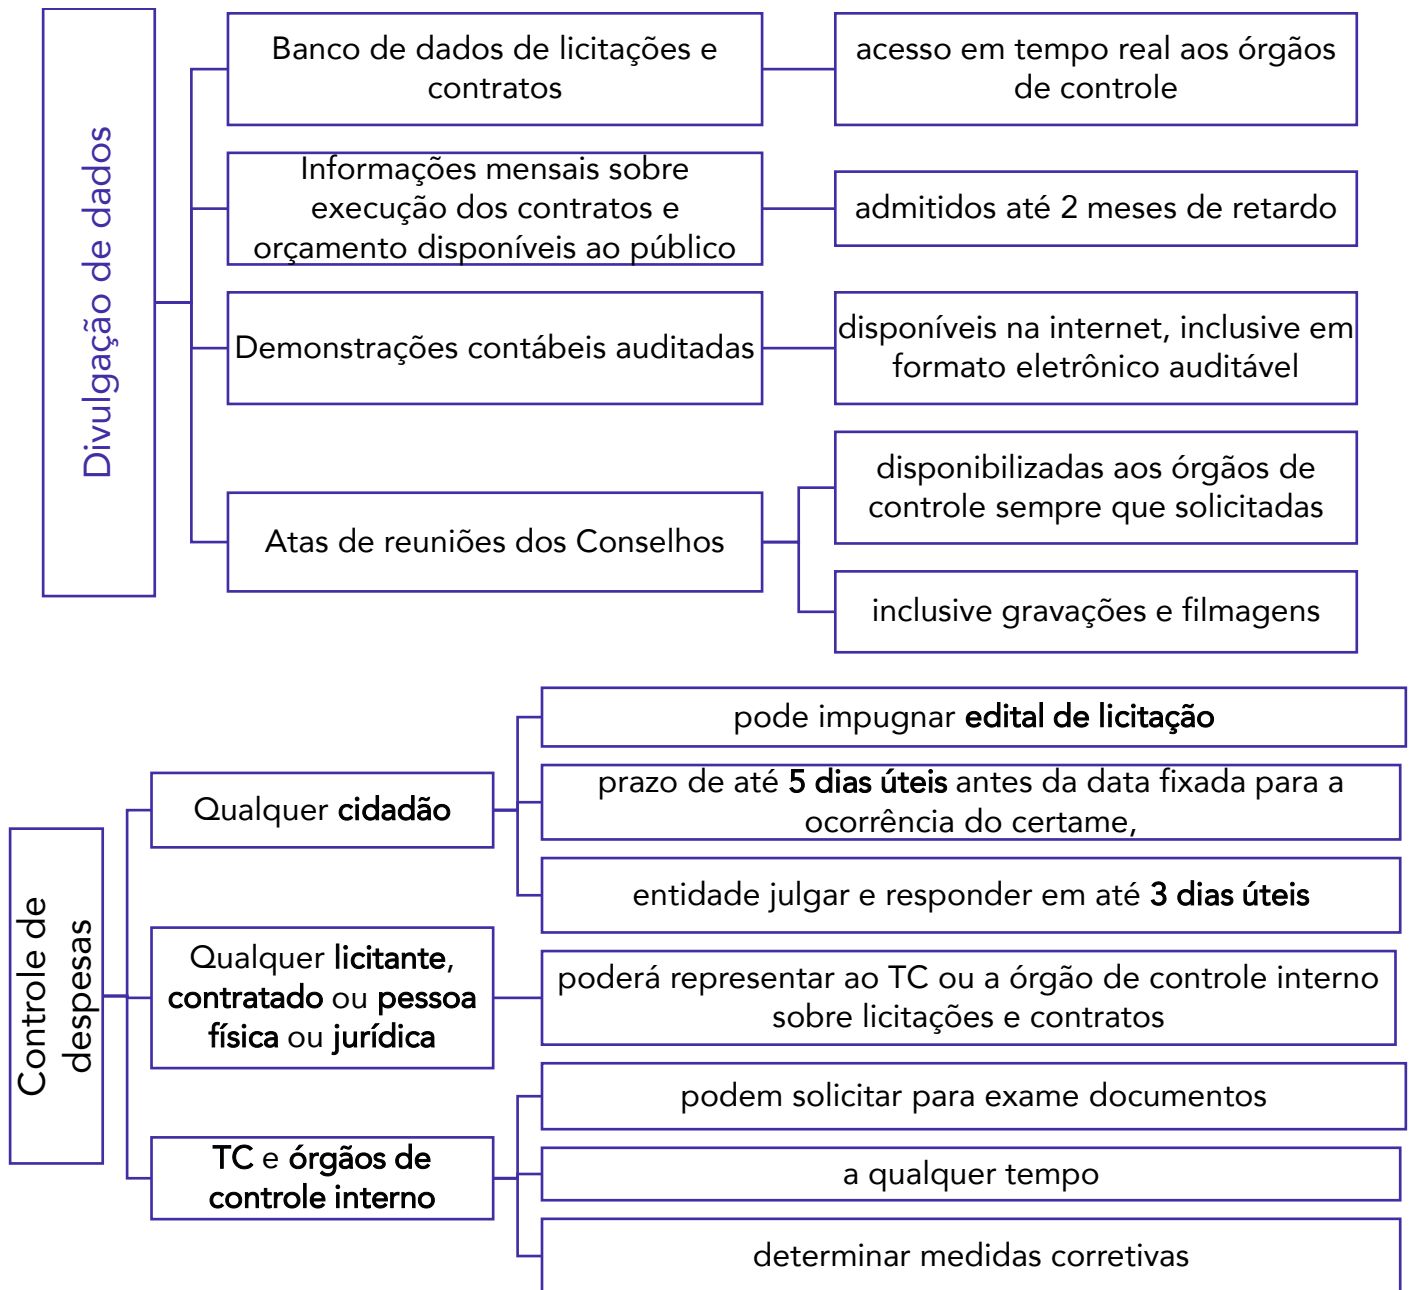 Divulgação de dados
Banco de dados de licitações e
contratos
acesso em tempo real aos órgãos
de controle
Informações mensais sobre
execução dos contratos e
orçamento disponíveis ao público
admitidos até 2 meses de retardo
Demonstrações contábeis auditadas
disponíveis na internet, inclusive em
formato eletrônico auditável
Atas de reuniões dos Conselhos
disponibilizadas aos órgãos de
controle sempre que solicitadas
inclusive gravações e filmagens
Controle de
despesas
Qualquer cidadão
pode impugnar edital de licitação
prazo de até 5 dias úteis antes da data fixada para a
ocorrência do certame,
entidade julgar e responder em até 3 dias úteis
Qualquer licitante,
contratado ou pessoa
física ou jurídica
poderá representar ao TC ou a órgão de controle interno
sobre licitações e contratos
TC e órgãos de
controle interno
podem solicitar para exame documentos
a qualquer tempo
determinar medidas corretivas